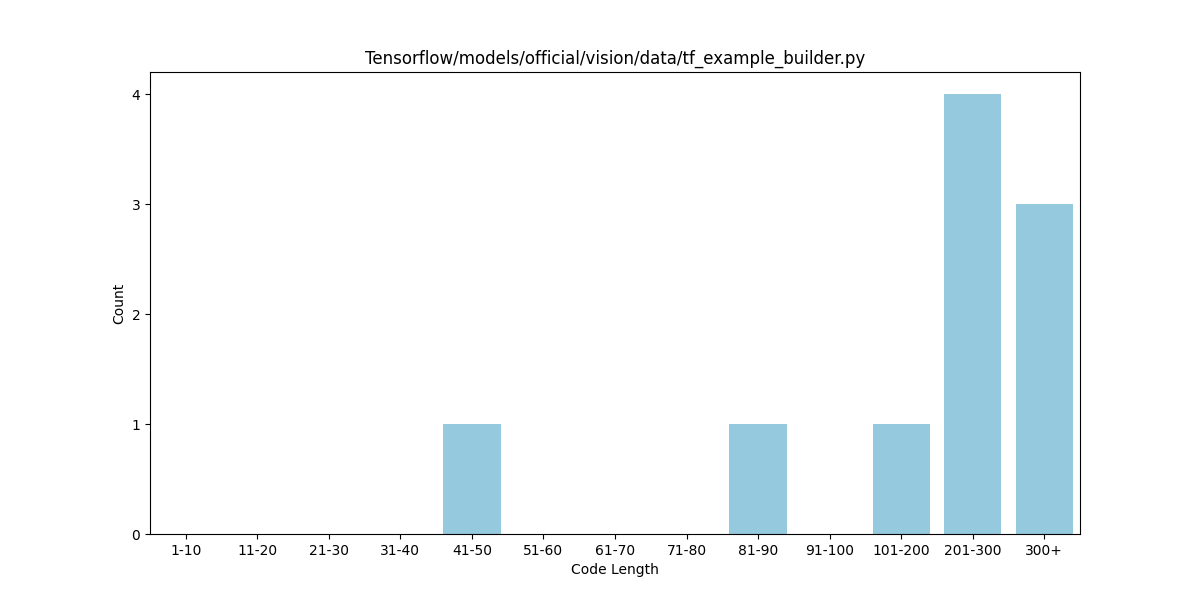 Tensorflow/models/official/vision/data/tf_example_builder.py
Count
4
3
2
1
0
1-10 11-20 21-30 31-40 41-50 51-60 61-70 71-80 81-90 91-100 101-200 201-300 300+
Code Length